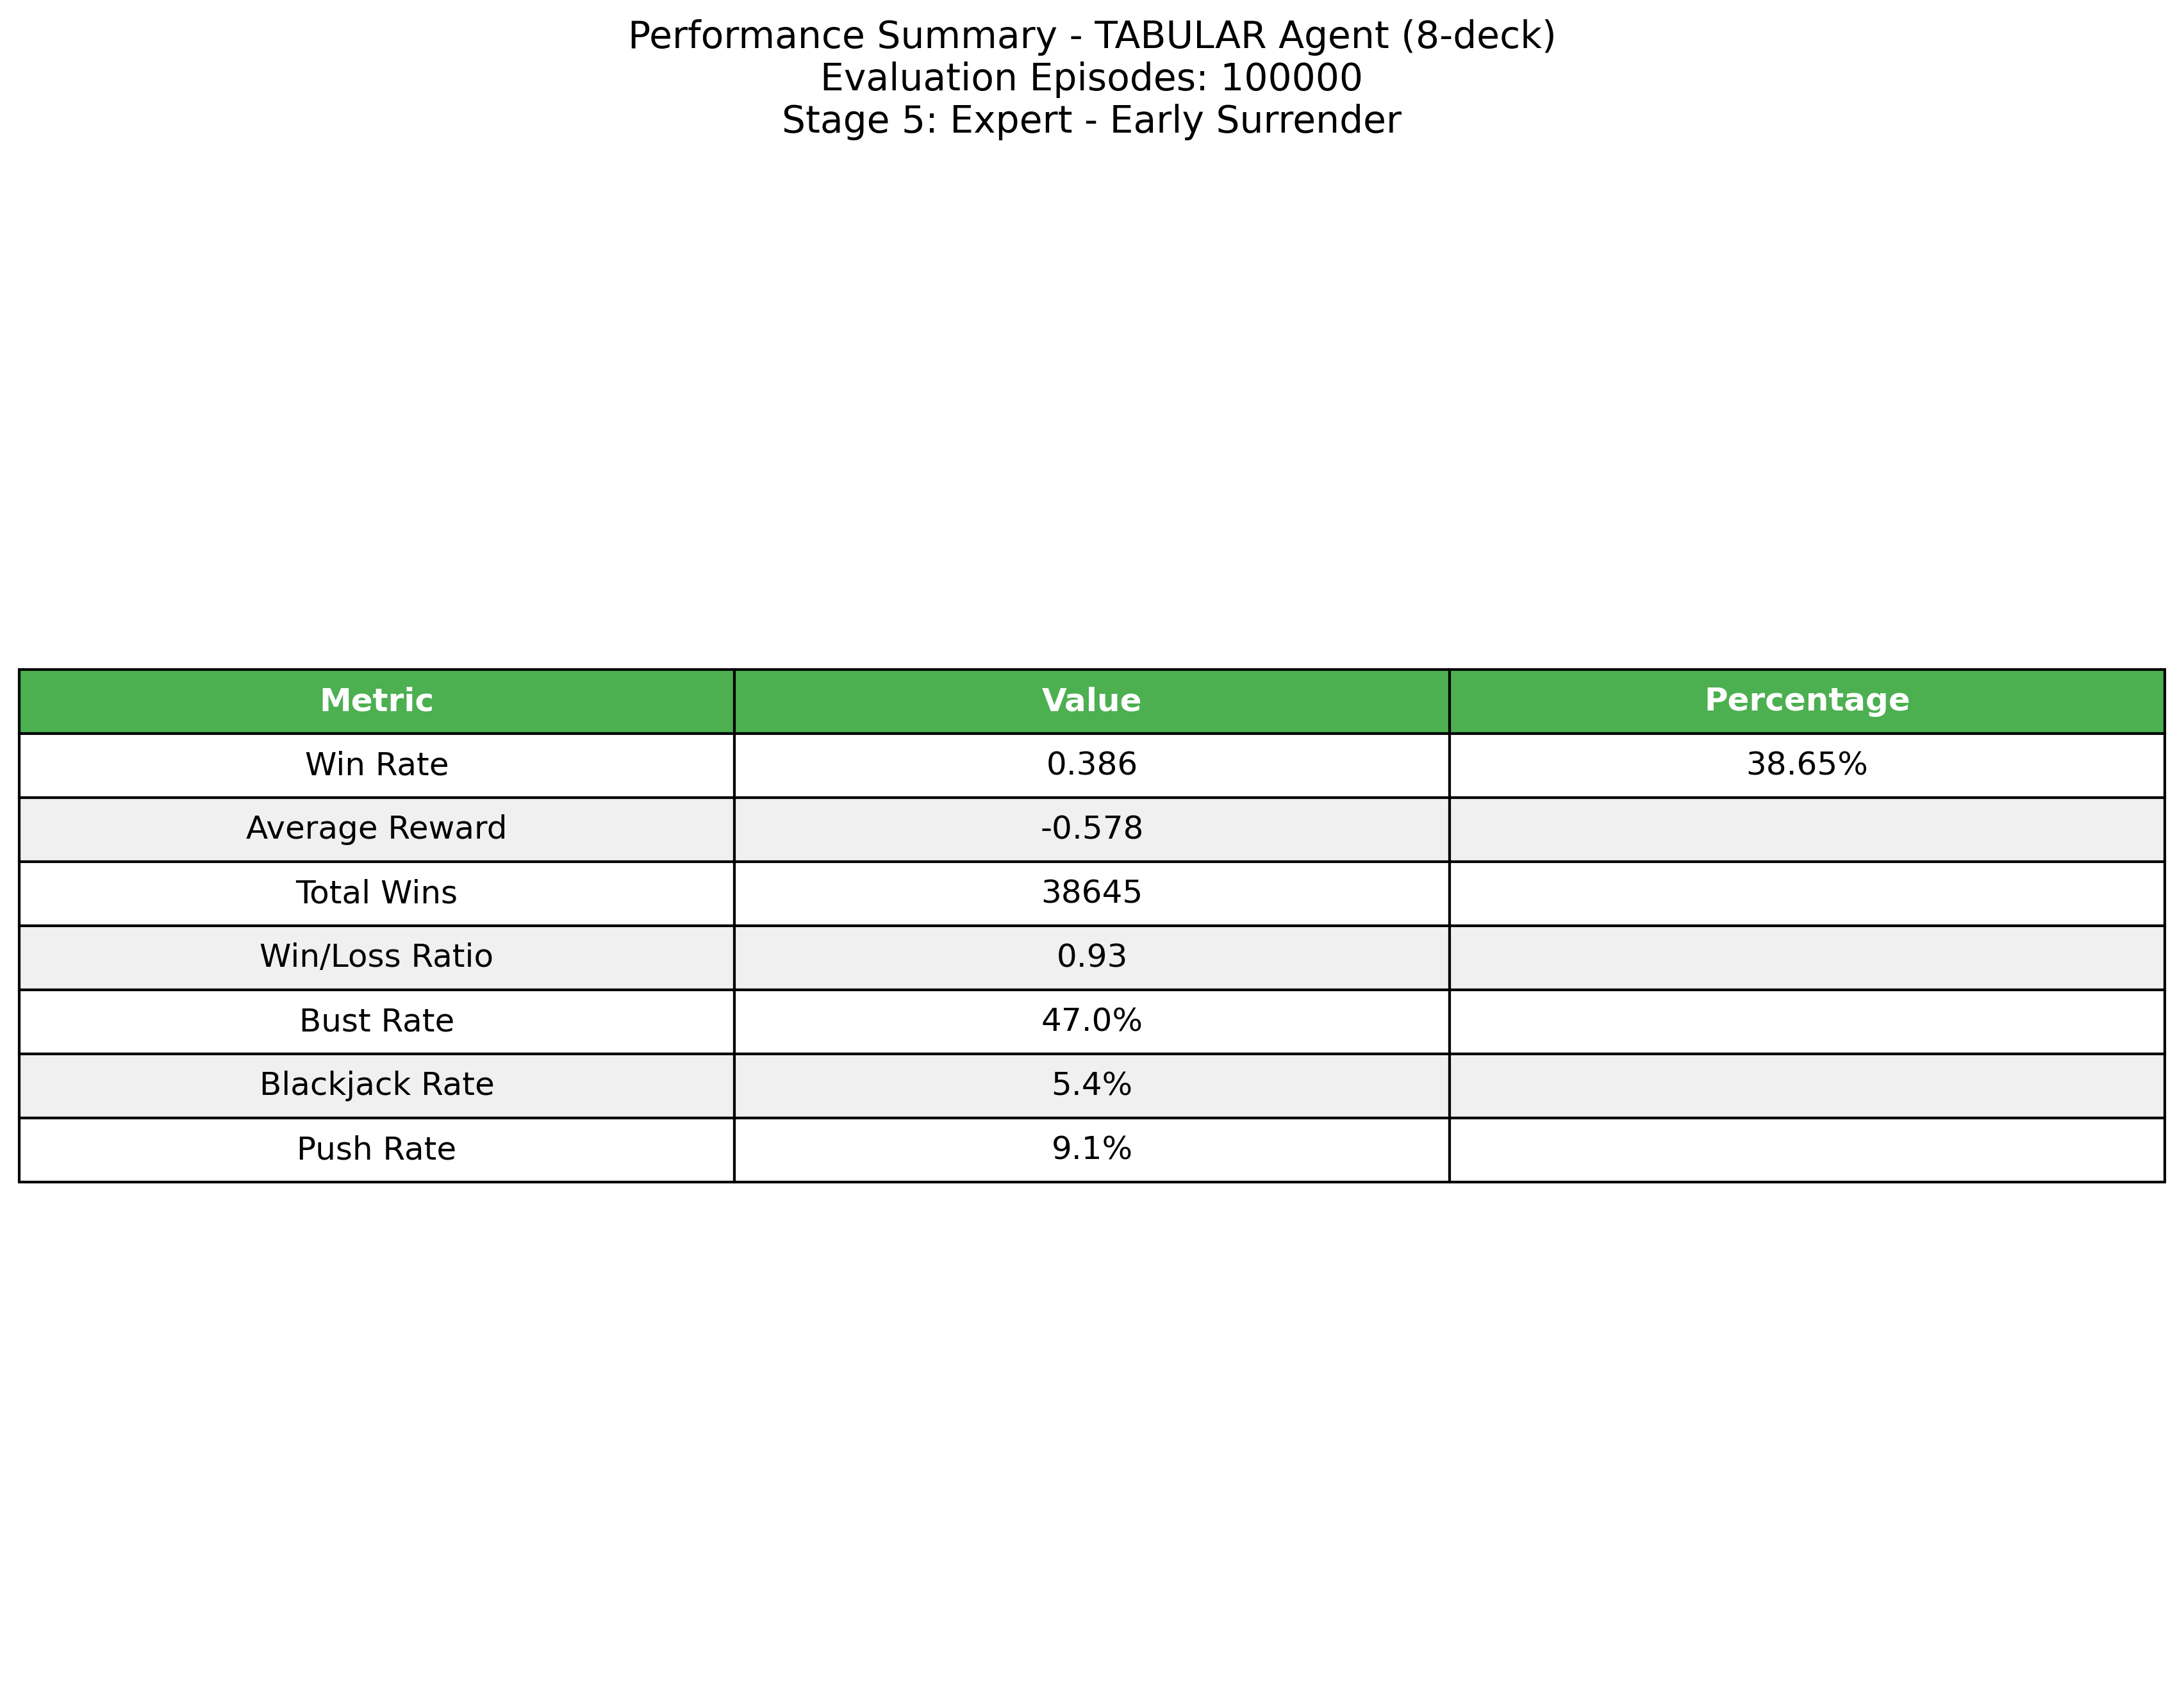 Performance Summary - TABULAR Agent (8-deck)
Evaluation Episodes: 100000
Stage 5: Expert - Early Surrender
Metric Value Percentage
Win Rate 0.386 38.65%
Average Reward -0.578
Total Wins 38645
Win/Loss Ratio 0.93
Bust Rate 47.0%
Blackjack Rate 5.4%
Push Rate 9.1%